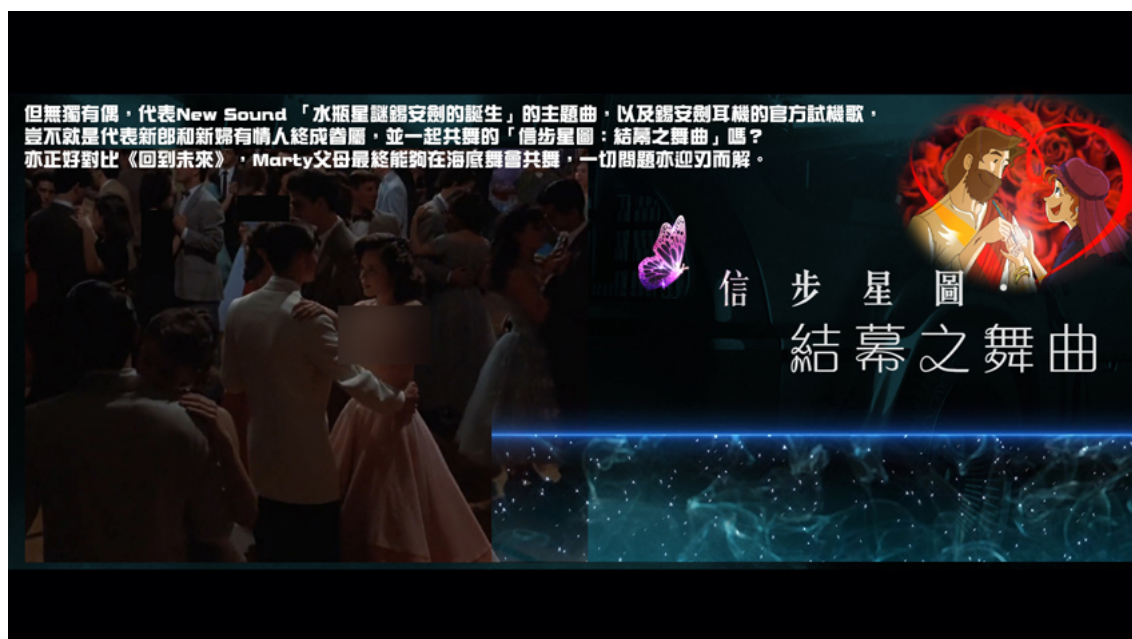 但無獨有偶，代表New Sound 「水瓶星謎錫安劍的誕生」的主題曲，以及錫安劍耳機的官方試機歌，
豈不就是代表新郎和新婦有情人終成眷屬，並一起共舞的「信步星圖：結幕之舞曲」嗎？
亦正好對比《回到未來》，Marty父母最終能夠在海底舞會共舞，一切問題亦迎刃而解。
信步星圖·
結幕之舞曲